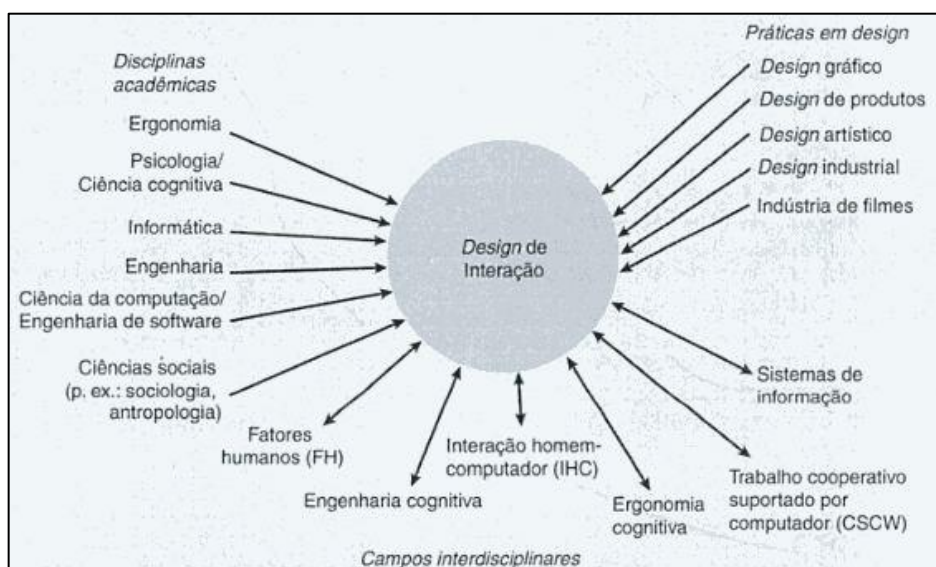 Disciplinas
acadêmicas
Ergonomia
Psicologia/
Ciência cognitiva
Informática
Engenharia
Ciência da computação/
Engenharia de software
Ciências sociais
(p. ex.: sociologia,
antropologia)
Práticas em design
Design gráfico
Design de produtos
Design artístico
Design industrial
Indústria de filmes
Design de
Interação
Fatores
humanos (FH)
Engenharia cognitiva
Interação homem-
computador (IHC)
Ergonomia
cognitiva
Trabalho cooperativo
suportado por
computador (CSCW)
Sistemas de
informação
Campos interdisciplinares